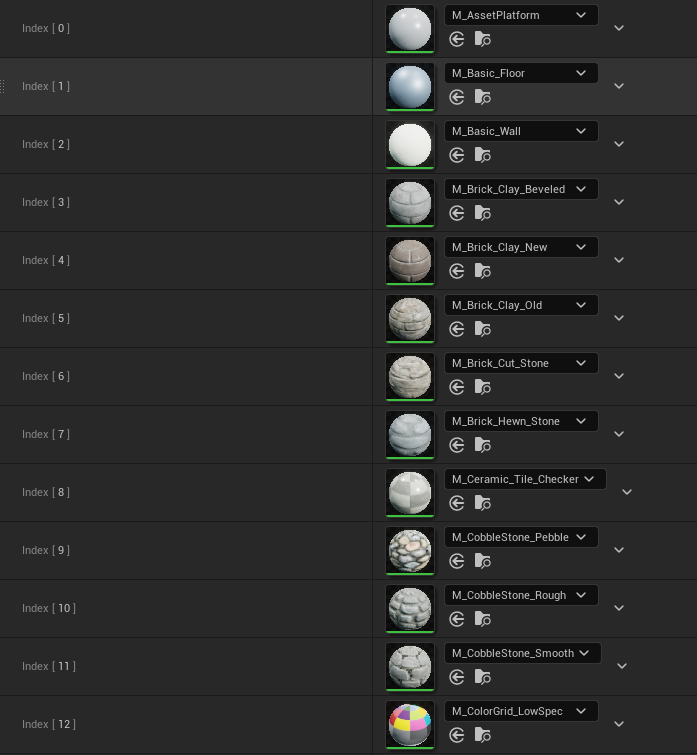 Index [ 0 ]
M_AssetPlatform
Index [ 1 ]
M_Basic_Floor
Index [ 2 ]
M_Basic_Wall
Index [ 3 ]
M_Brick_Clay_Beveled
Index [ 4 ]
M_Brick_Clay_New
Index [ 5 ]
M_Brick_Clay_Old
Index [ 6 ]
M_Brick_Cut_Stone
Index [ 7 ]
M_Brick_Hewn_Stone
Index [ 8 ]
M_Ceramic_Tile_Checker
Index [ 9 ]
M_CobbleStone_Pebble
Index [ 10 ]
M_CobbleStone_Rough
Index [ 11 ]
M_CobbleStone_Smooth
Index [ 12 ]
M_ColorGrid_LowSpec